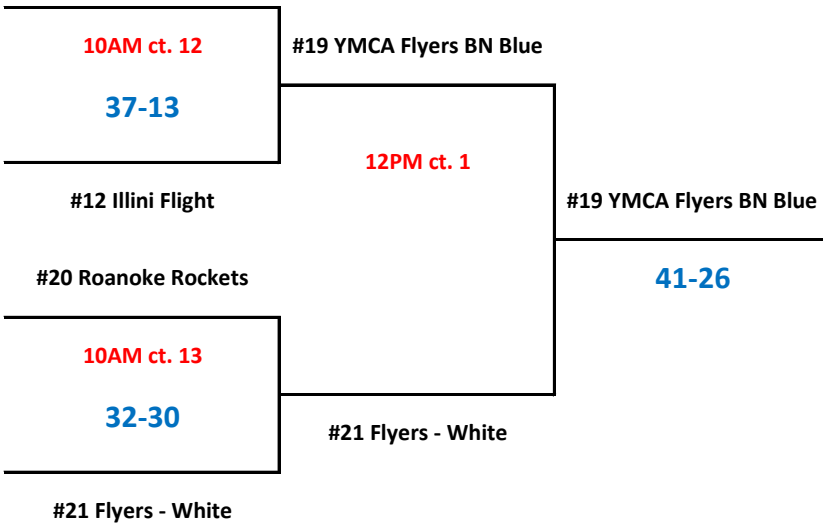 10AM ct. 12
#19 YMCA Flyers BN Blue
37-13
12PM ct. 1
#12 Illini Flight
#19 YMCA Flyers BN Blue
#20 Roanoke Rockets
41-26
10AM ct. 13
32-30
#21 Flyers - White
#21 Flyers - White